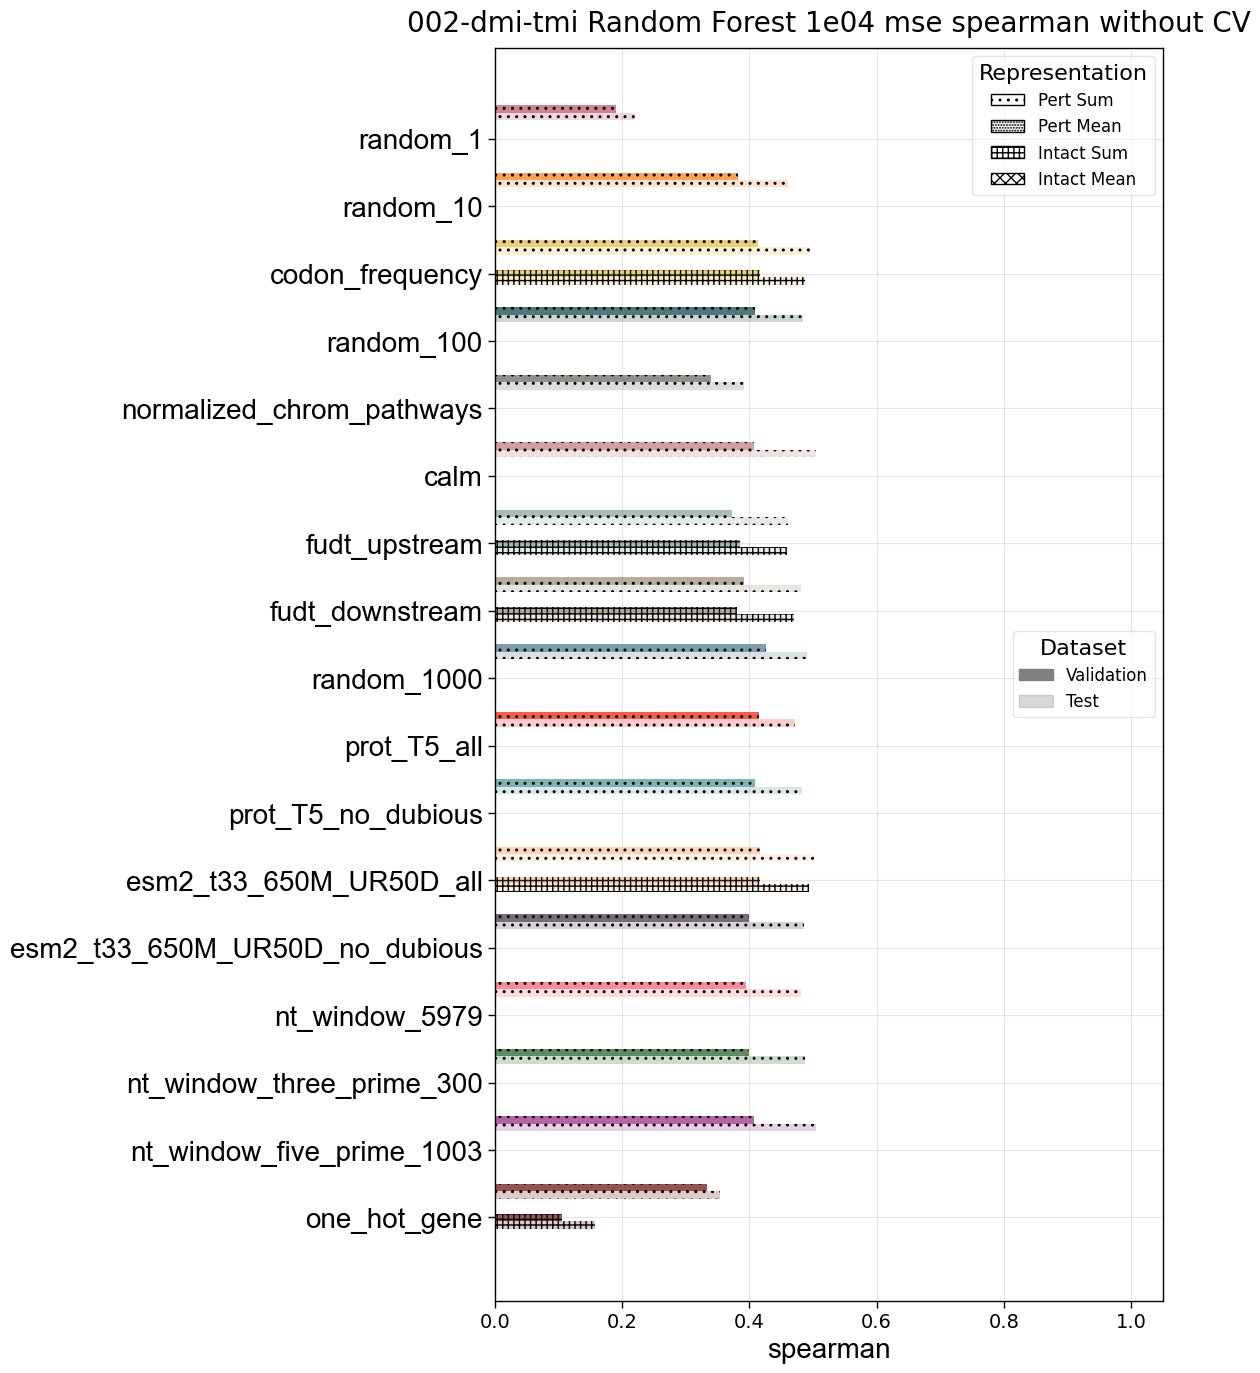 002-dmi-tmi Random Forest 1e04 mse spearman without CV
Representation
Pert Sum
Pert Mean
Intact Sum
Intact Mean
random_1
random_10
codon_frequency
random_100
normalized_chrom_pathways
calm
fudt_upstream
fudt_downstream
Dataset
Validation
Test
random_1000
prot_T5_all
prot_T5_no_dubious
esm2_t33_650M_UR50D_all
esm2_t33_650M_UR50D_no_dubious
nt_window_5979
nt_window_three_prime_300
nt_window_five_prime_1003
one_hot_gene
0.0 0.2 0.4 0.6 0.8 1.0
spearman